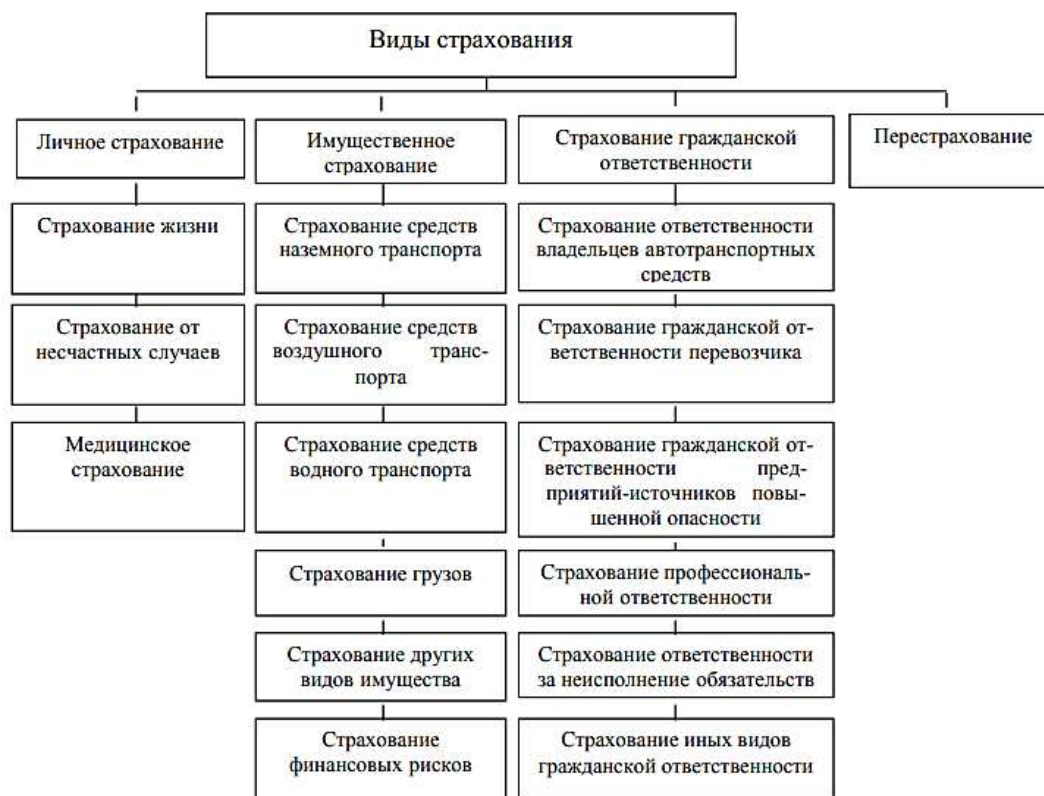 Виды страхования
Личное страхование
Имущественное
страхование
Страхование гражданской
ответственности
Перестрахование
Страхование жизни
Страхование средств
наземного транспорта
Страхование ответственности
владельцев автотранспортных
средств
Страхование от
несчастных случаев
Страхование средств
воздушного транс-
порта
Страхование гражданской от-
ветственности перевозчика
Медицинское
страхование
Страхование средств
водного транспорта
Страхование гражданской от-
ветственности пред-
приятий-источников повы-
шенной опасности
Страхование грузов
Страхование профессиональ-
ной ответственности
Страхование других
видов имущества
Страхование ответственности
за неисполнение обязательств
Страхование
финансовых рисков
Страхование иных видов
гражданской ответственности